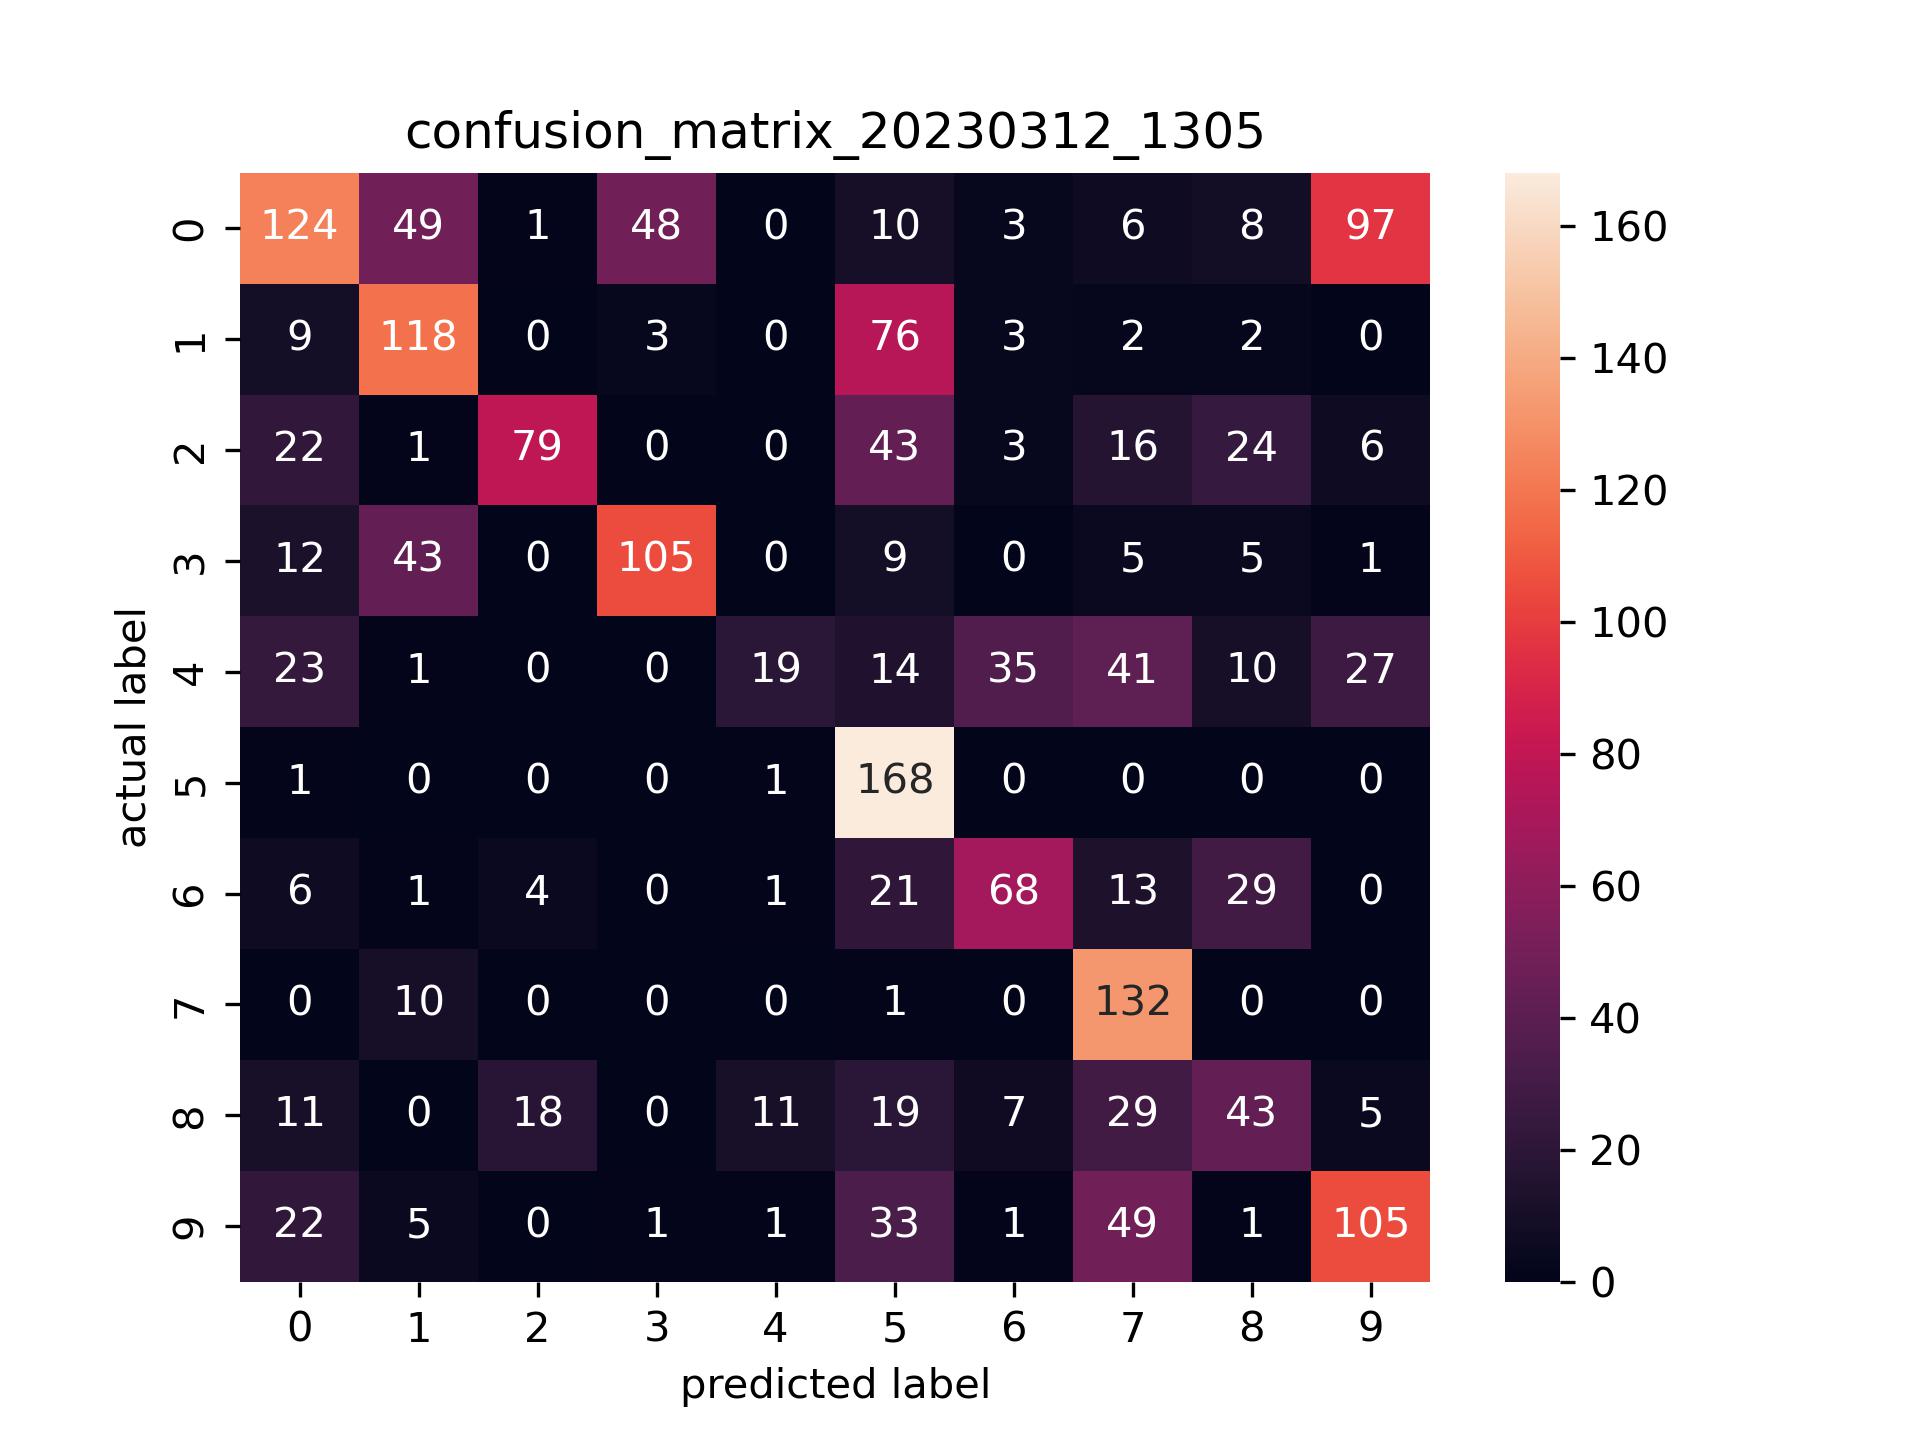 confusion_matrix_20230312_1305
0 124 49 1 48 0 10 3 6 8 97
1 9 118 0 3 0 76 3 2 2 0
2 22 1 79 0 0 43 3 16 24 6
3 12 43 0 105 0 9 0 5 5 1
4 23 1 0 0 19 14 35 41 10 27
5 1 0 0 0 1 168 0 0 0 0
6 6 1 4 0 1 21 68 13 29 0
7 0 10 0 0 0 1 0 132 0 0
8 11 0 18 0 11 19 7 29 43 5
9 22 5 0 1 1 33 1 49 1 105
0 1 2 3 4 5 6 7 8 9
predicted label
actual label
160
140
120
100
80
60
40
20
0